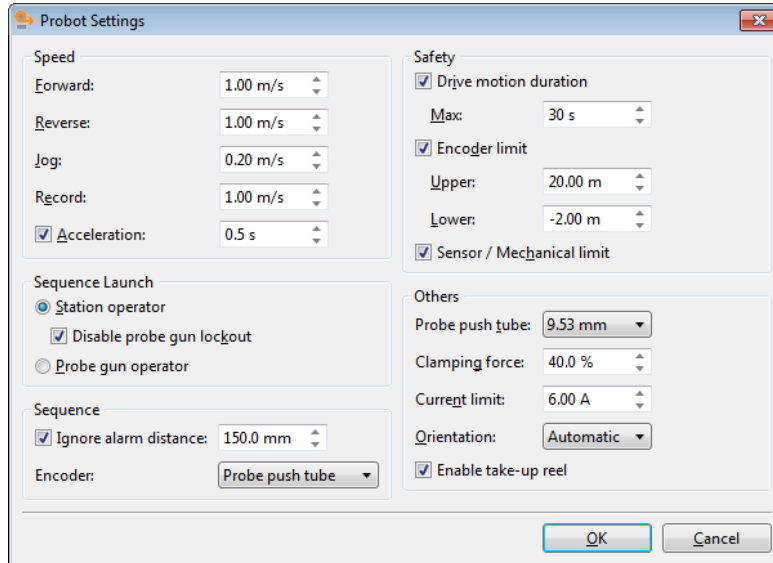 Probot Settings
Speed
Forward: 1.00 m/s
Reverse: 1.00 m/s
Jog: 0.20 m/s
Record: 1.00 m/s
Acceleration: 0.5 s
Sequence Launch
Station operator
Disable probe gun lockout
Probe gun operator
Sequence
Ignore alarm distance: 150.0 mm
Encoder: Probe push tube
Safety
Drive motion duration
Max: 30 s
Encoder limit
Upper: 20.00 m
Lower: -2.00 m
Sensor / Mechanical limit
Others
Probe push tube: 9.53 mm
Clamping force: 40.0 %
Current limit: 6.00 A
Orientation: Automatic
Enable take-up reel
OK Cancel